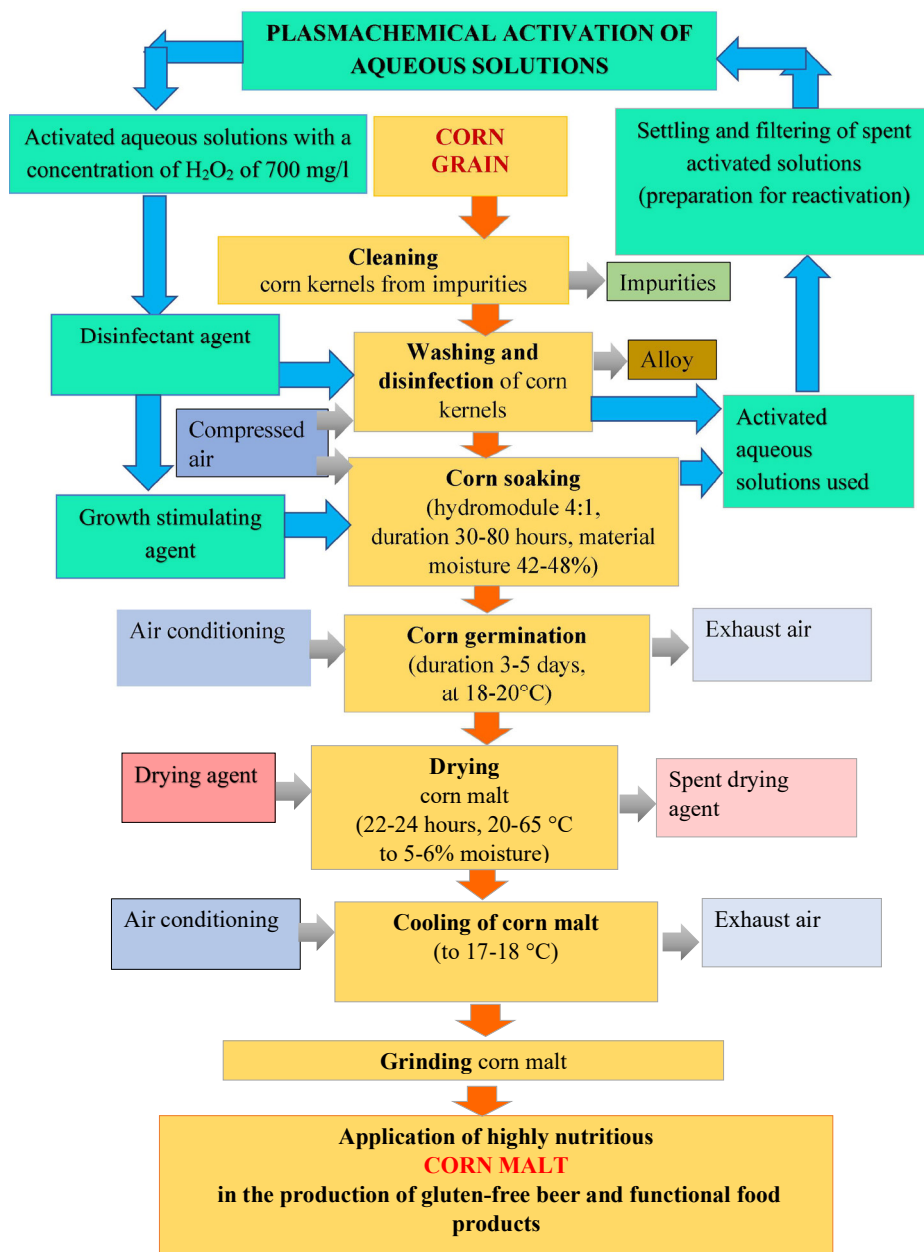 PLASMACHEMICAL ACTIVATION OF
AQUEOUS SOLUTIONS
Activated aqueous solutions with a
concentration of H₂O₂ of 700 mg/l
CORN
GRAIN
Settling and filtering of spent
activated solutions
(preparation for reactivation)
Cleaning
corn kernels from impurities
Impurities
Disinfectant agent
Washing and
disinfection of corn
kernels
Alloy
Compressed
air
Activated
aqueous
solutions used
Growth stimulating
agent
Corn soaking
(hydromodule 4:1,
duration 30-80 hours, material
moisture 42-48%)
Air conditioning
Corn germination
(duration 3-5 days,
at 18-20°C)
Exhaust air
Drying agent
Drying
corn malt
(22-24 hours, 20-65 °C
to 5-6% moisture)
Spent drying
agent
Air conditioning
Cooling of corn malt
(to 17-18 °C)
Exhaust air
Grinding corn malt
Application of highly nutritious
CORN MALT
in the production of gluten-free beer and functional food
products